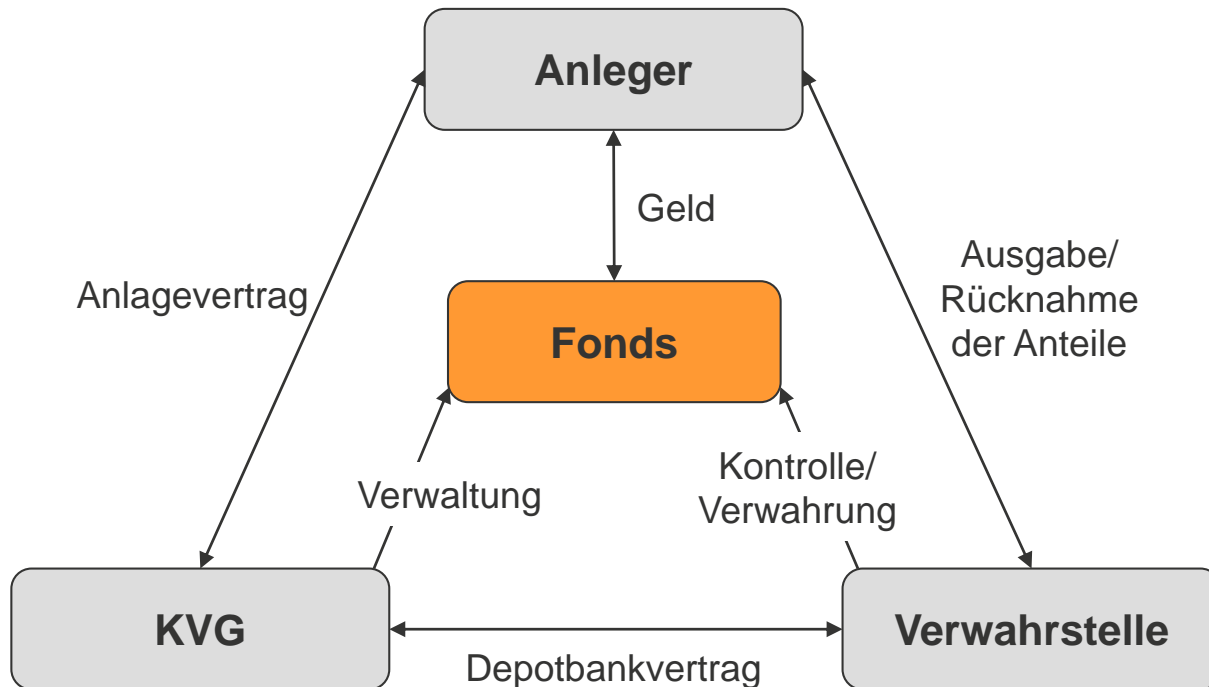 Anleger
Geld
Anlagevertrag
Ausgabe/
Rücknahme
der Anteile
Fonds
Verwaltung
Kontrolle/
Verwahrung
KVG
Verwahrstelle
Depotbankvertrag